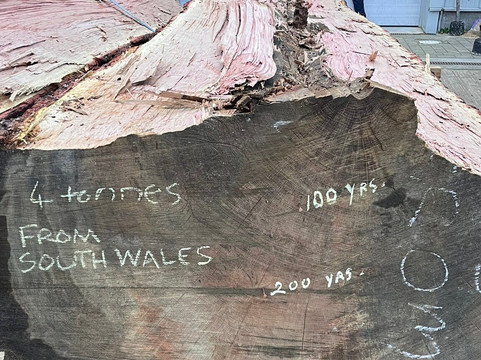 4 tonnes
FROM
SOUTH WALES
100 YRS.
200 YRS.